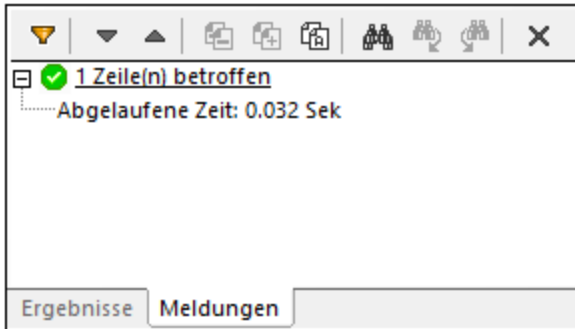 1 Zeile(n) betroffen
Abgelaufene Zeit: 0.032 Sek
Ergebnisse
Meldungen